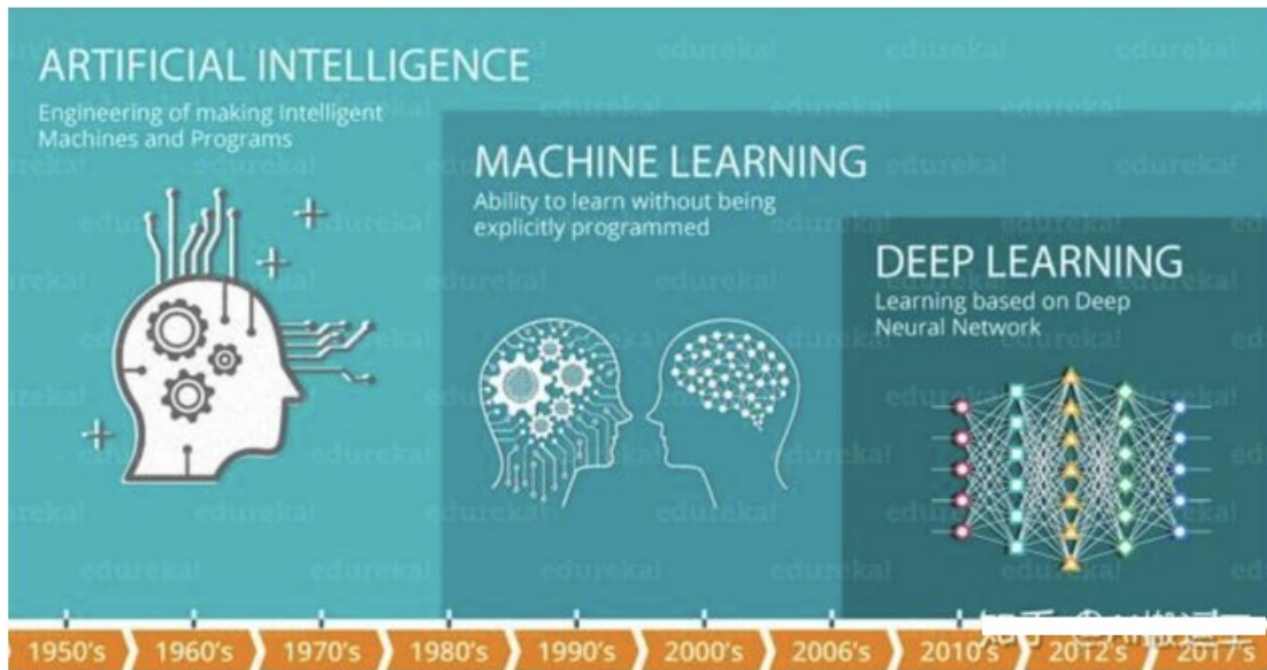 ARTIFICIAL INTELLIGENCE
Engineering of making Intelligent
Machines and Programs
MACHINE LEARNING
Ability to learn without being
explicitly programmed
DEEP LEARNING
Learning based on Deep
Neural Network
edureka!
1950's 1960's 1970's 1980's 1990's 2000's 2006's 2010's 2012's 2017's